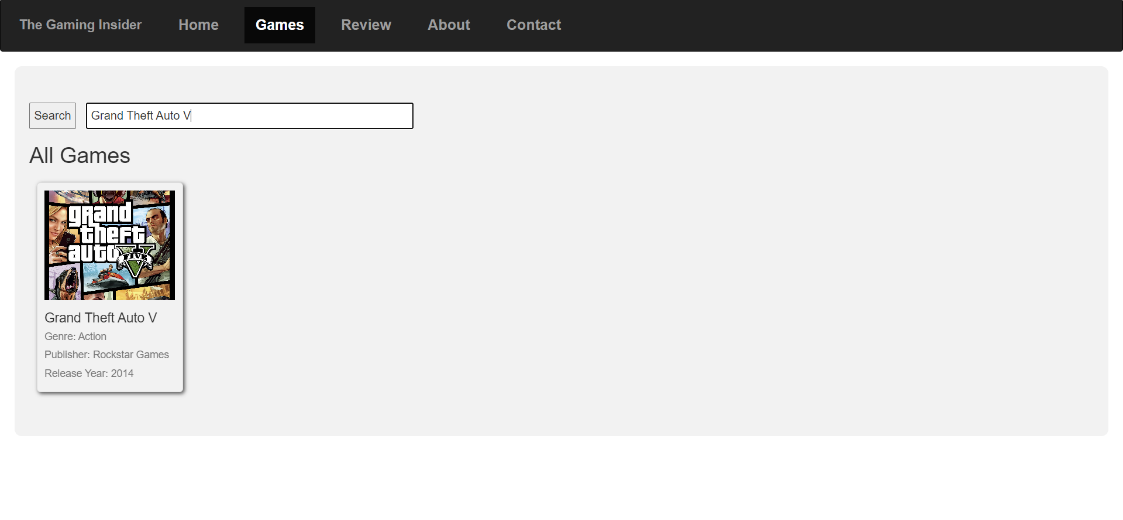 The Gaming Insider Home Games Review About Contact
Search Grand Theft Auto V
All Games
grand
theft
auto V
FIVE
Grand Theft Auto V
Genre: Action
Publisher: Rockstar Games
Release Year: 2014